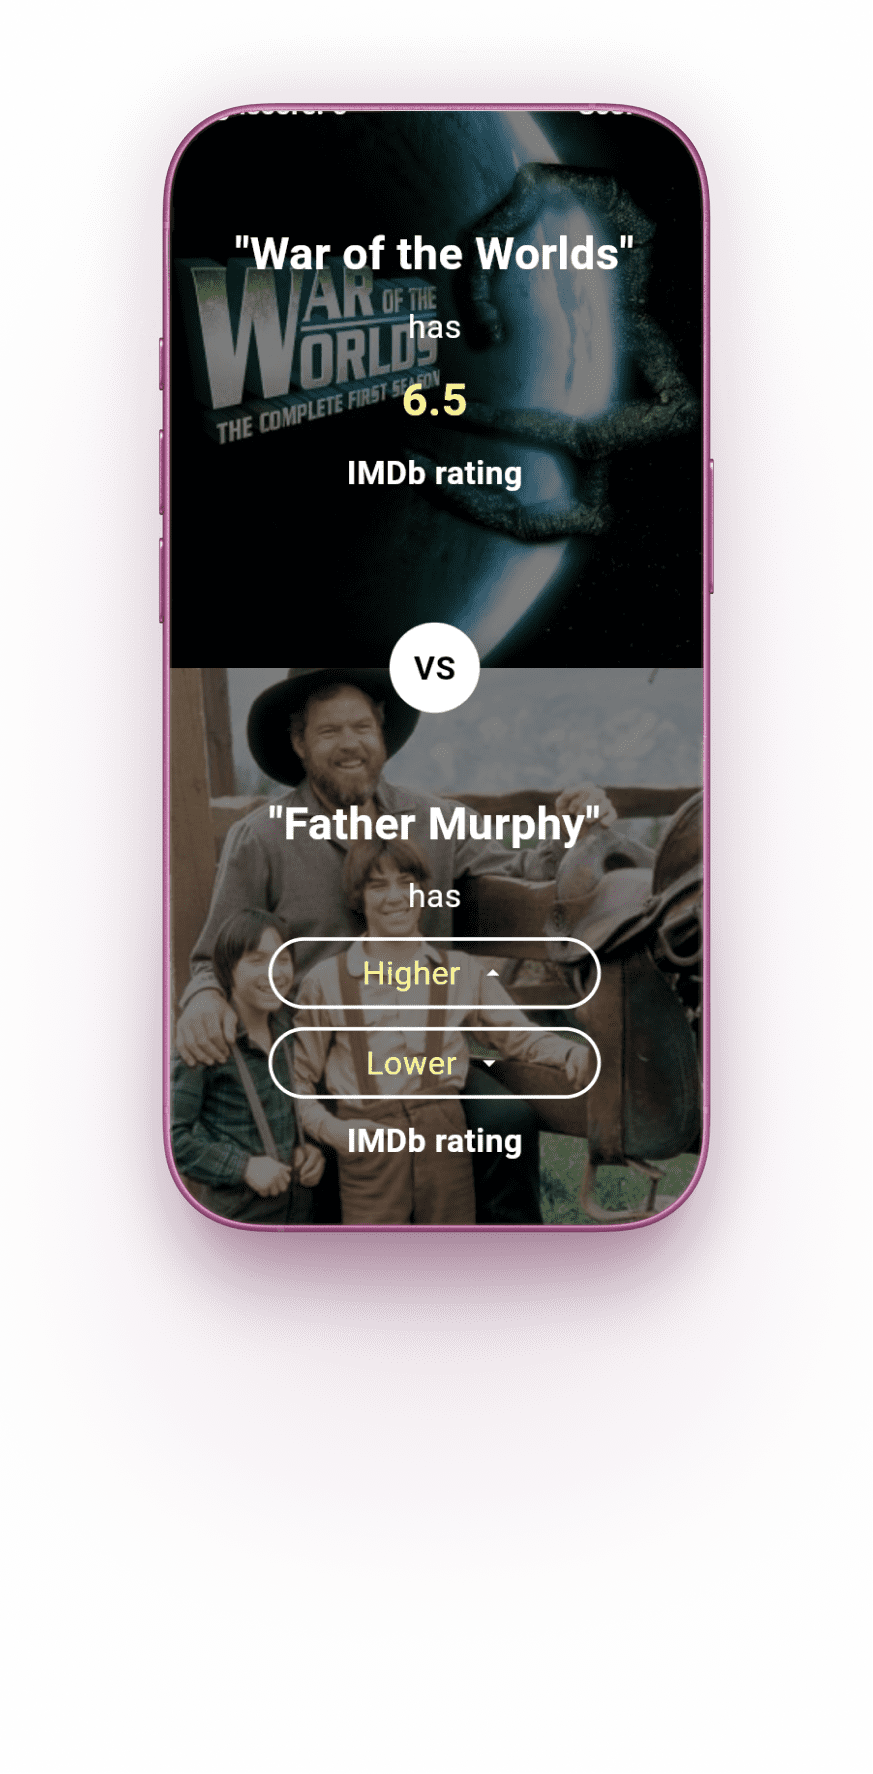 "War of the Worlds"
WAR OF THE
WORLDS
THE COMPLETE FIRST SEASON
has
6.5
IMDb rating
VS
"Father Murphy"
has
Higher
Lower
IMDb rating